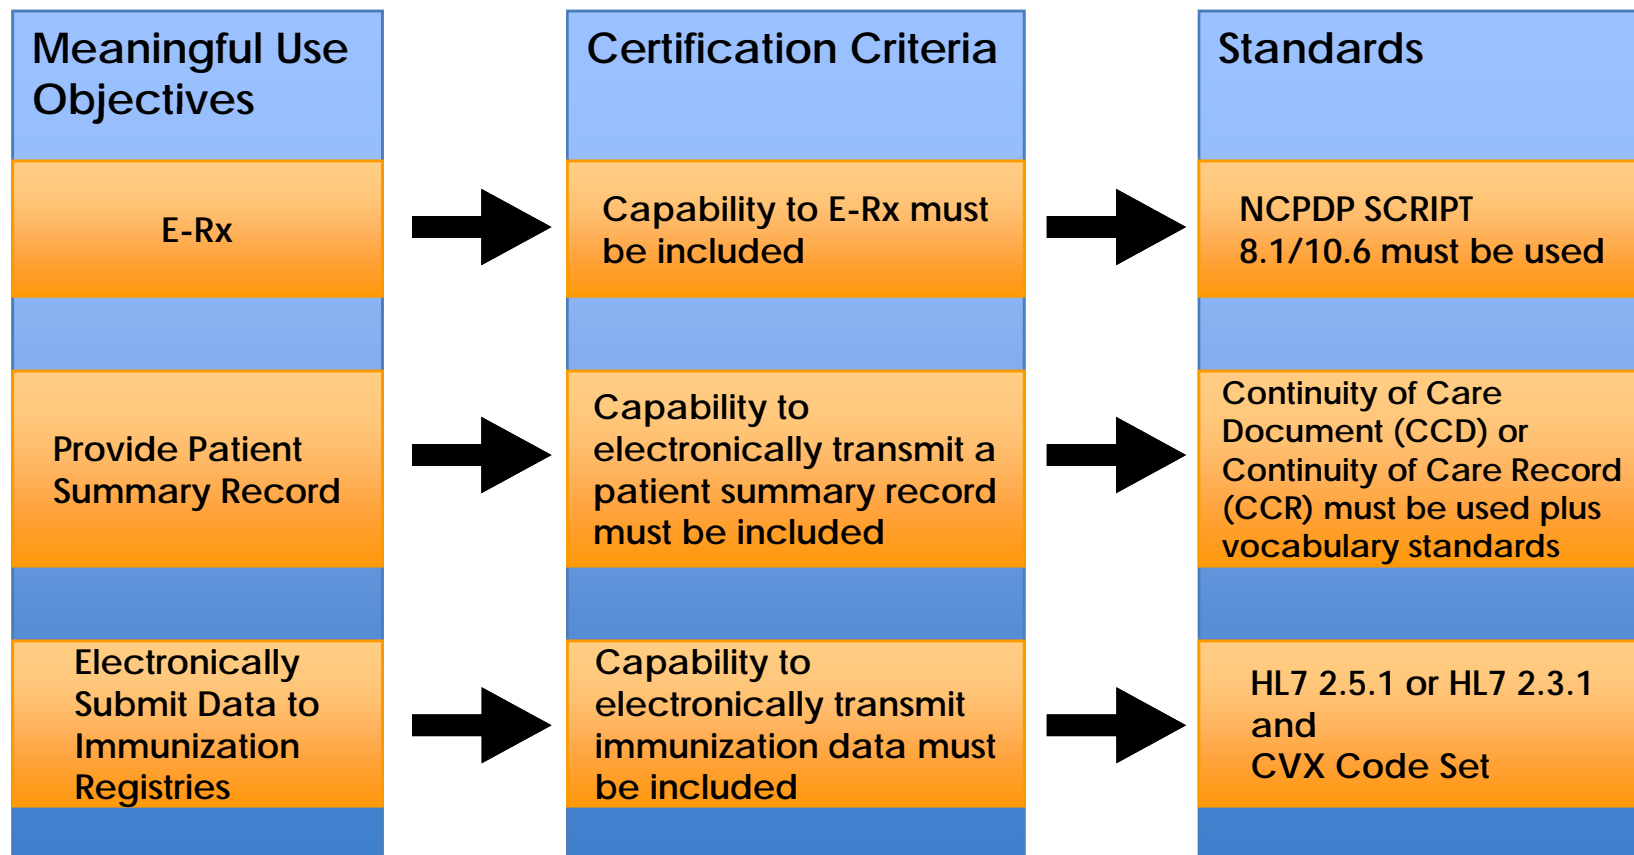 Meaningful Use
Objectives
Certification Criteria
Standards
E-Rx
Capability to E-Rx must
be included
NCPDP SCRIPT
8.1/10.6 must be used
Provide Patient
Summary Record
Capability to
electronically transmit a
patient summary record
must be included
Continuity of Care
Document (CCD) or
Continuity of Care Record
(CCR) must be used plus
vocabulary standards
Electronically
Submit Data to
Immunization
Registries
Capability to
electronically transmit
immunization data must
be included
HL7 2.5.1 or HL7 2.3.1
and
CVX Code Set